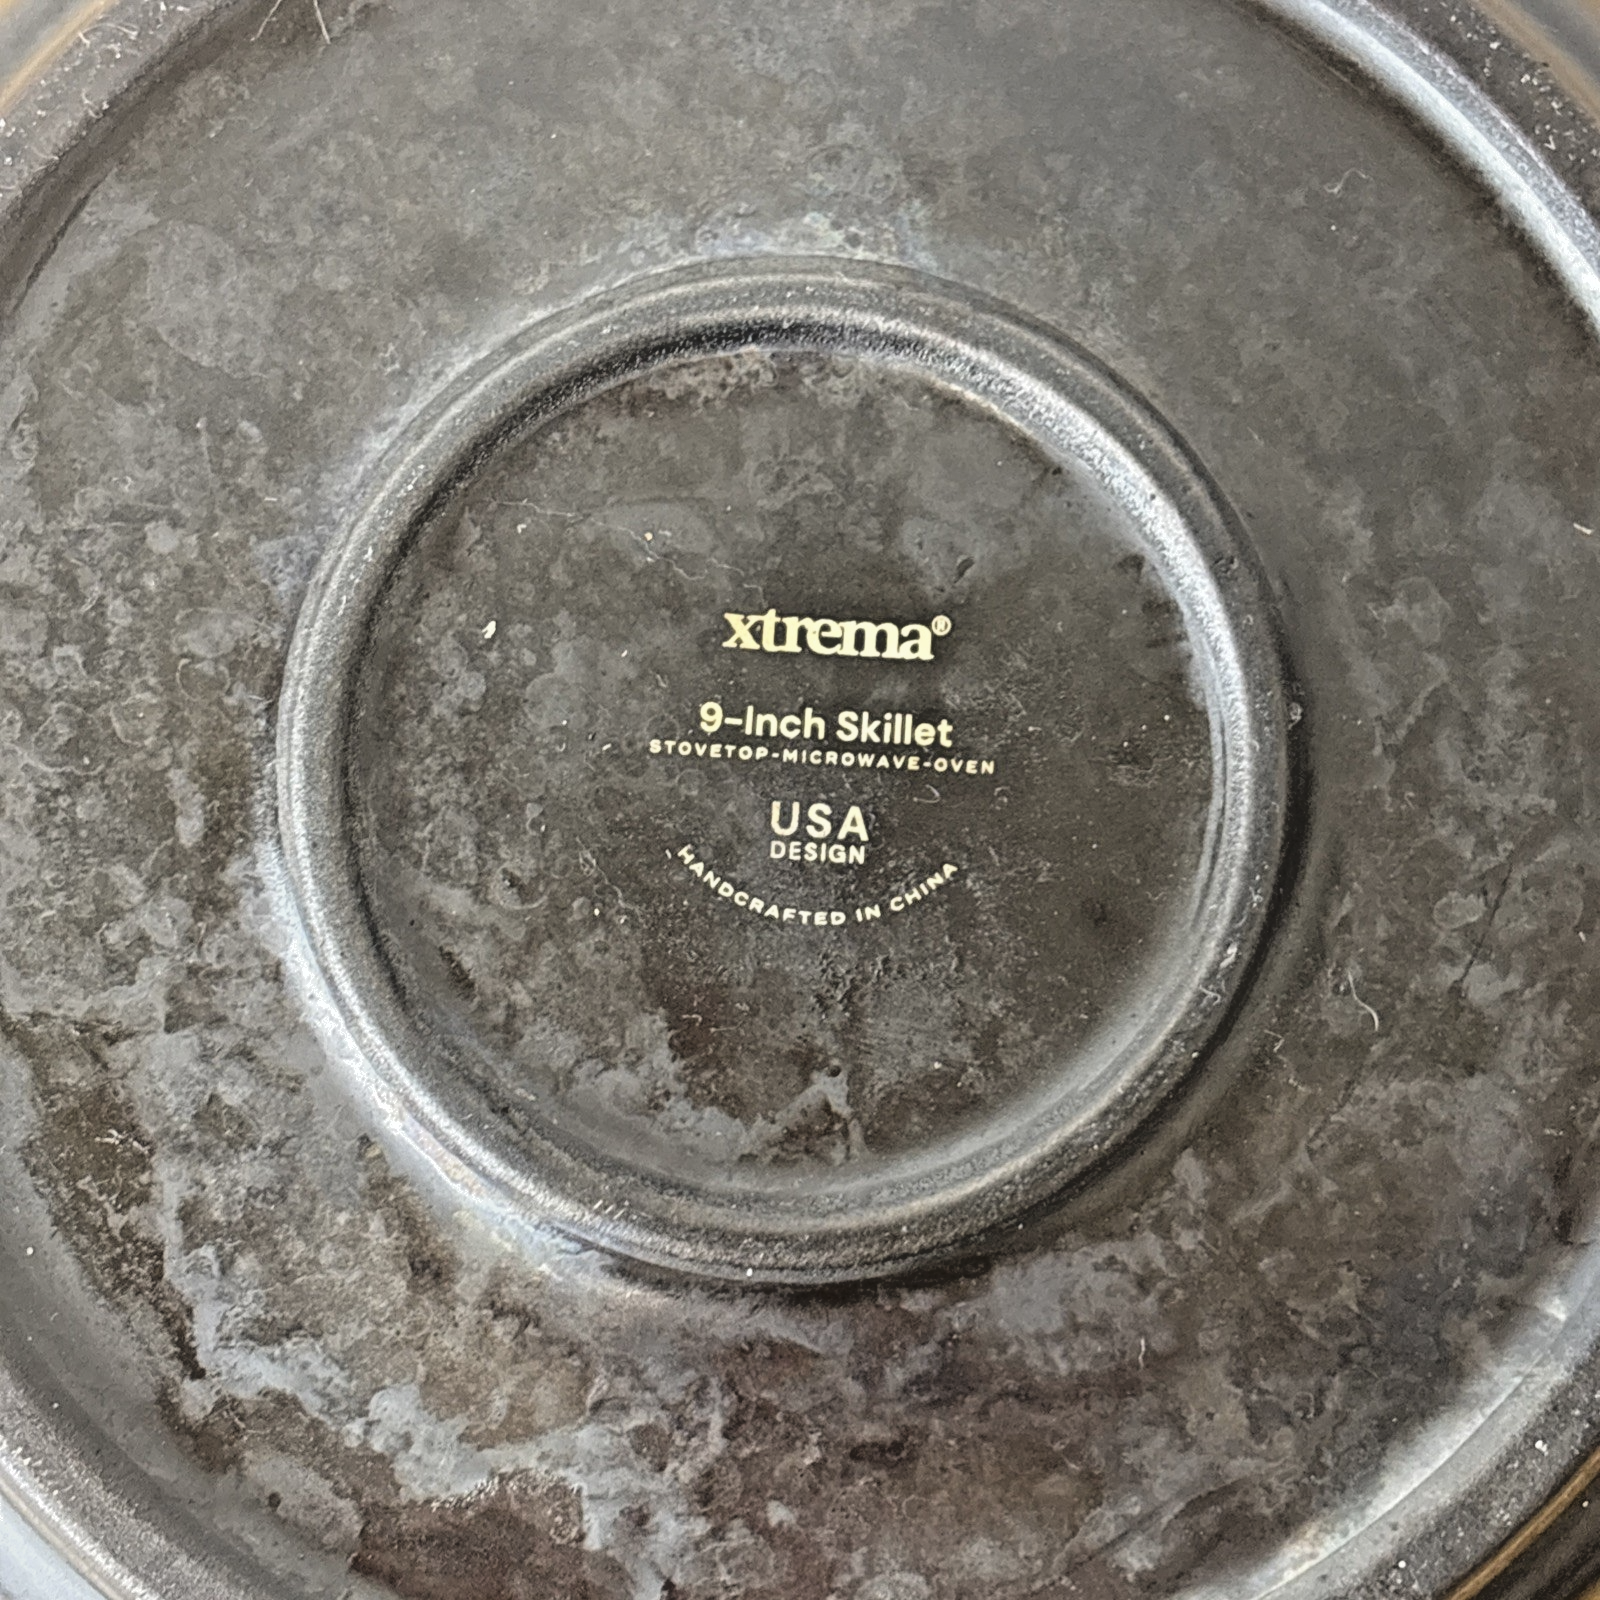 xtrema®
9-Inch Skillet
STOVETOP-MICROWAVE-OVEN
USA
DESIGN
HANDCRAFTED IN CHINA